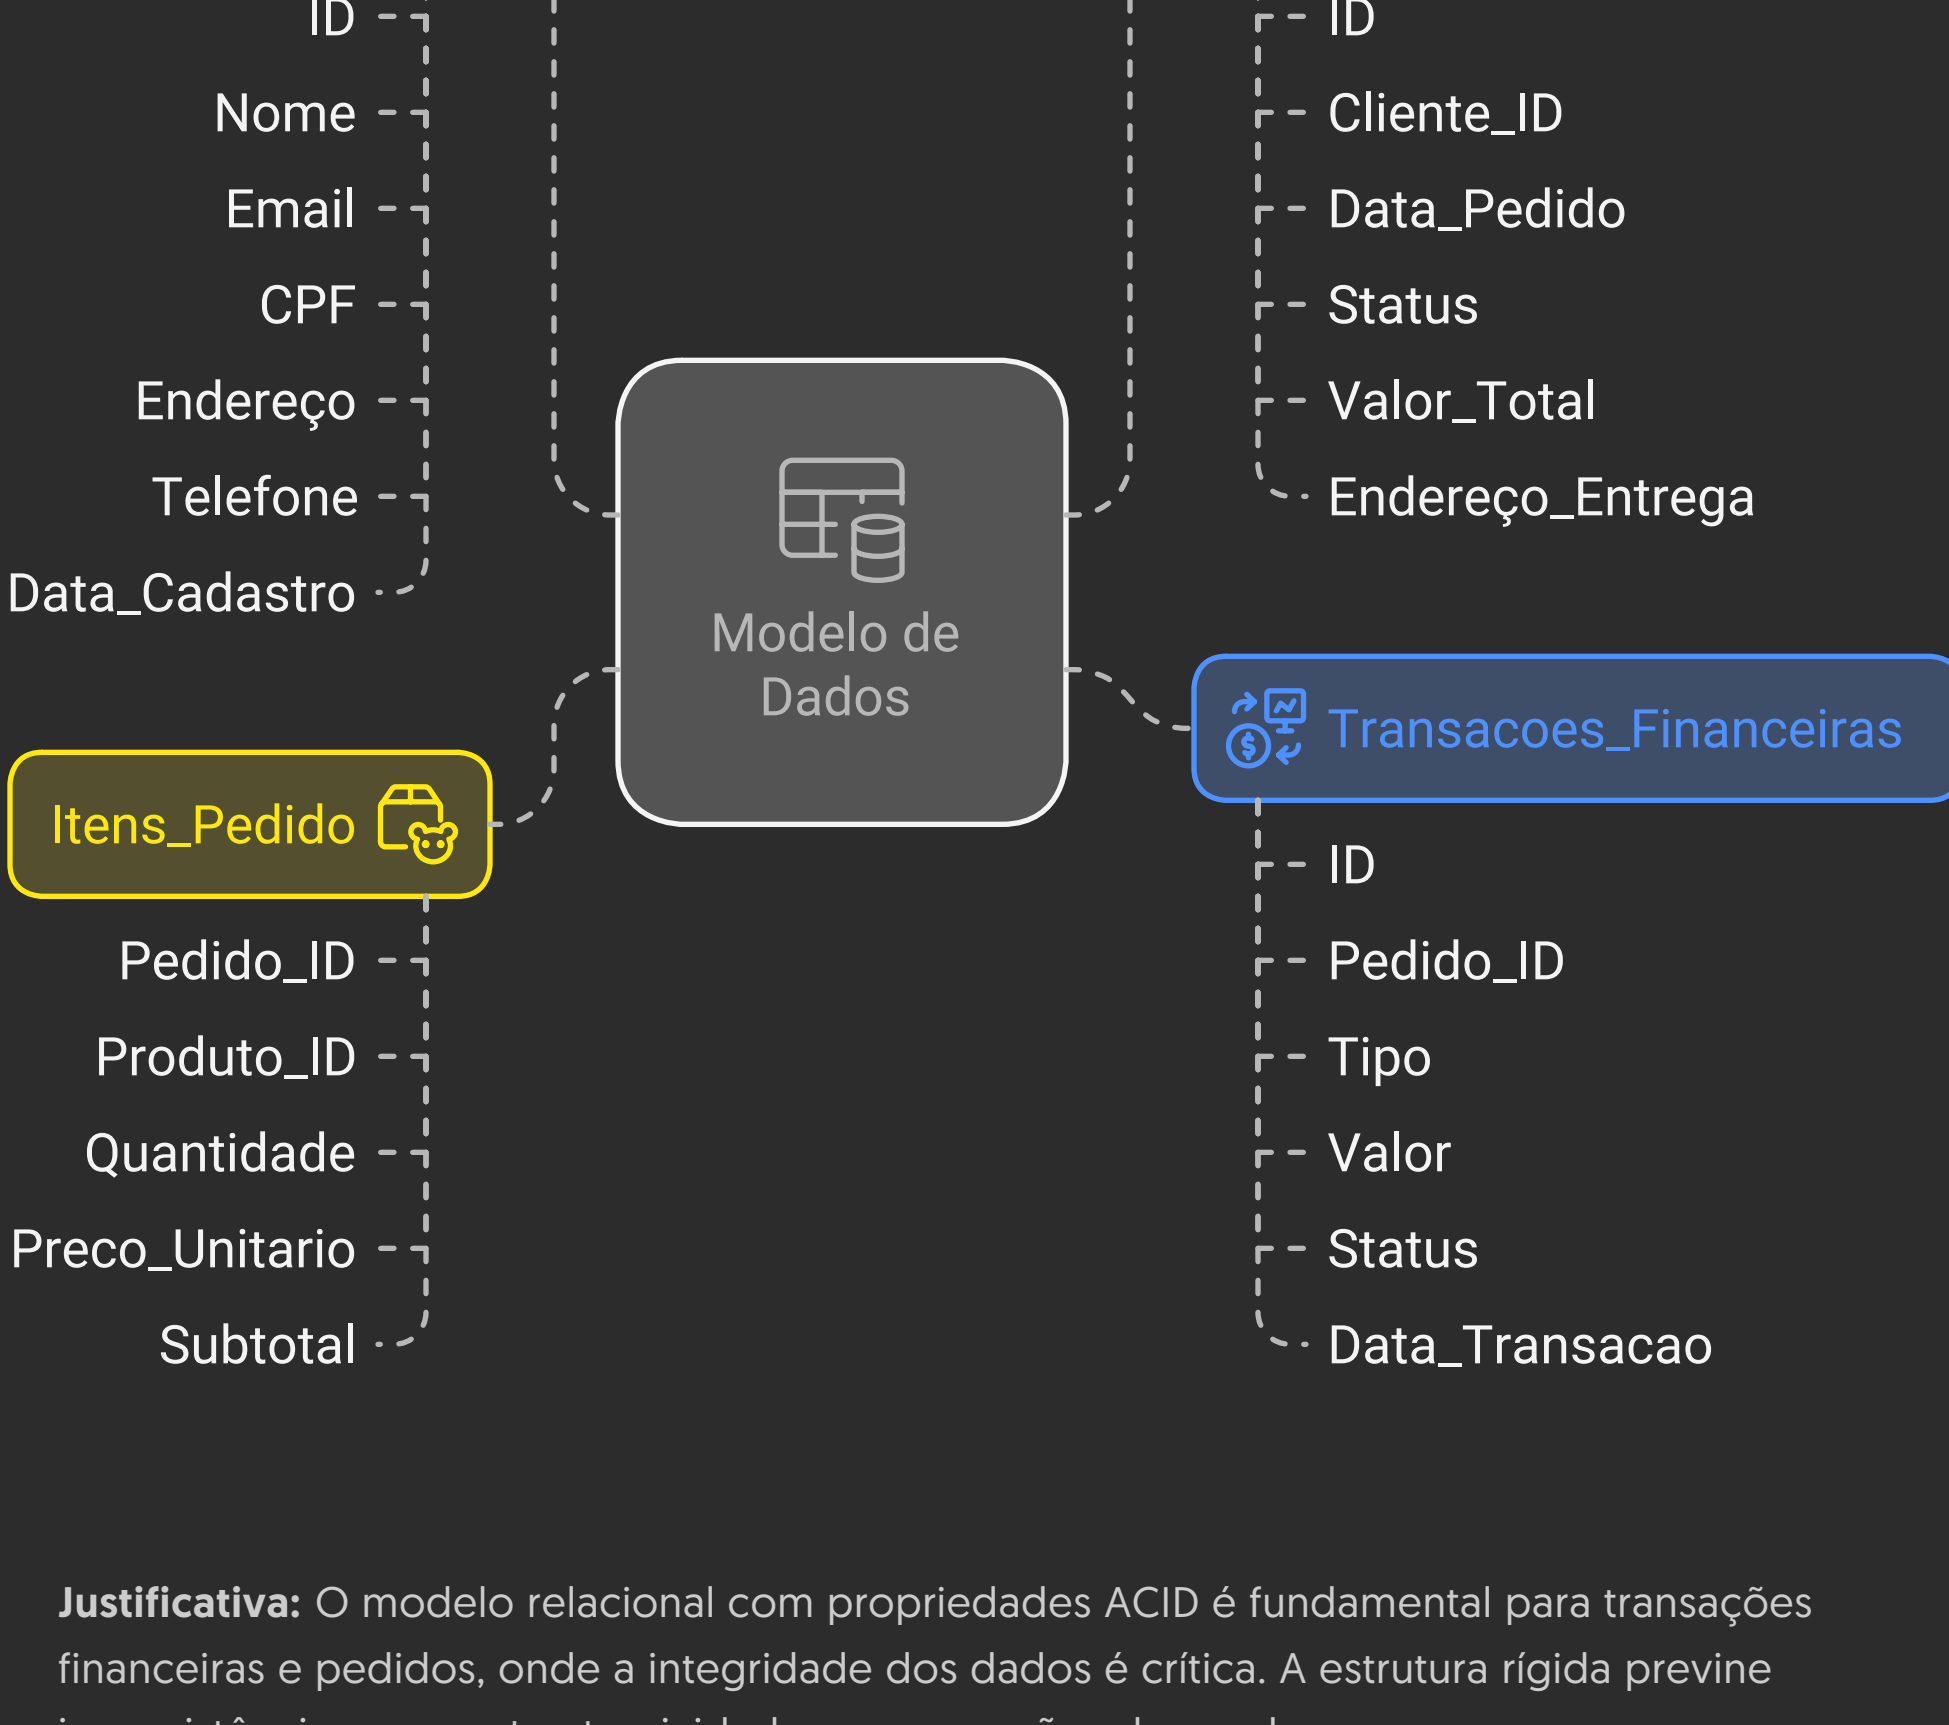 ID
Nome
Email
CPF
Endereço
Telefone
Data_Cadastro
ID
Cliente_ID
Data_Pedido
Status
Valor_Total
Endereço_Entrega
Modelo de
Dados
Itens_Pedido
Pedido_ID
Produto_ID
Quantidade
Preco_Unitario
Subtotal
Transacoes_Financeiras
ID
Pedido_ID
Tipo
Valor
Status
Data_Transacao
Justificativa: O modelo relacional com propriedades ACID é fundamental para transações
financeiras e pedidos, onde a integridade dos dados é crítica. A estrutura rígida previne